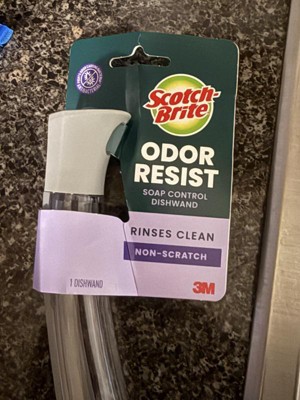 Scotch-
Brite
ODOR
RESIST
SOAP CONTROL
DISHWAND
RINSES CLEAN
NON-SCRATCH
1 DISHWAND
3M